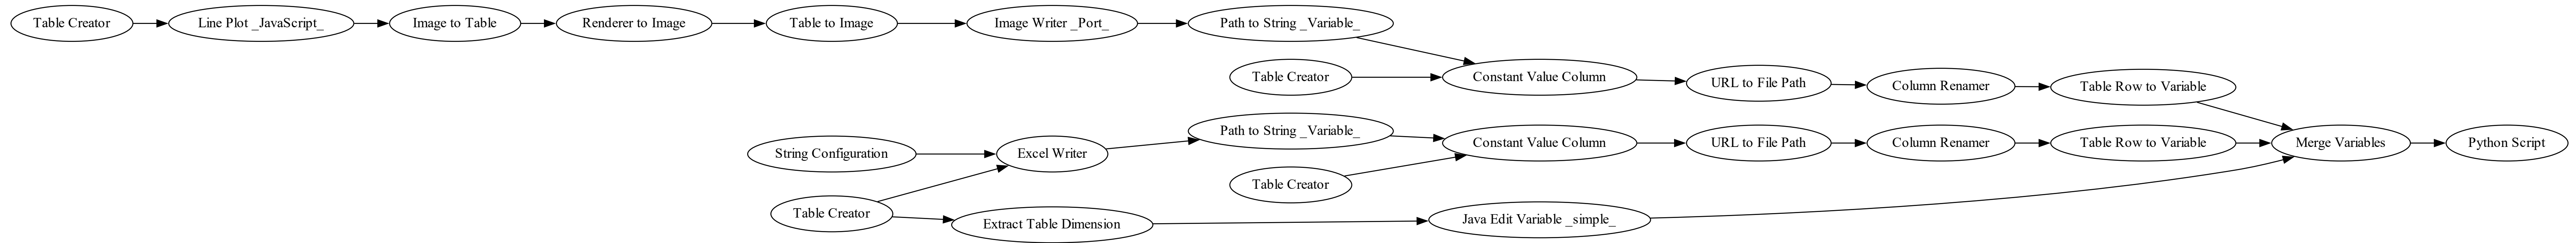 Table Creator
Line Plot _JavaScript_
Image to Table
Renderer to Image
Table to Image
Image Writer _Port_
Path to String _Variable_
Table Creator
Constant Value Column
URL to File Path
Column Renamer
Table Row to Variable
String Configuration
Excel Writer
Path to String _Variable_
Constant Value Column
URL to File Path
Column Renamer
Table Row to Variable
Merge Variables
Python Script
Table Creator
Table Creator
Extract Table Dimension
Java Edit Variable _simple_